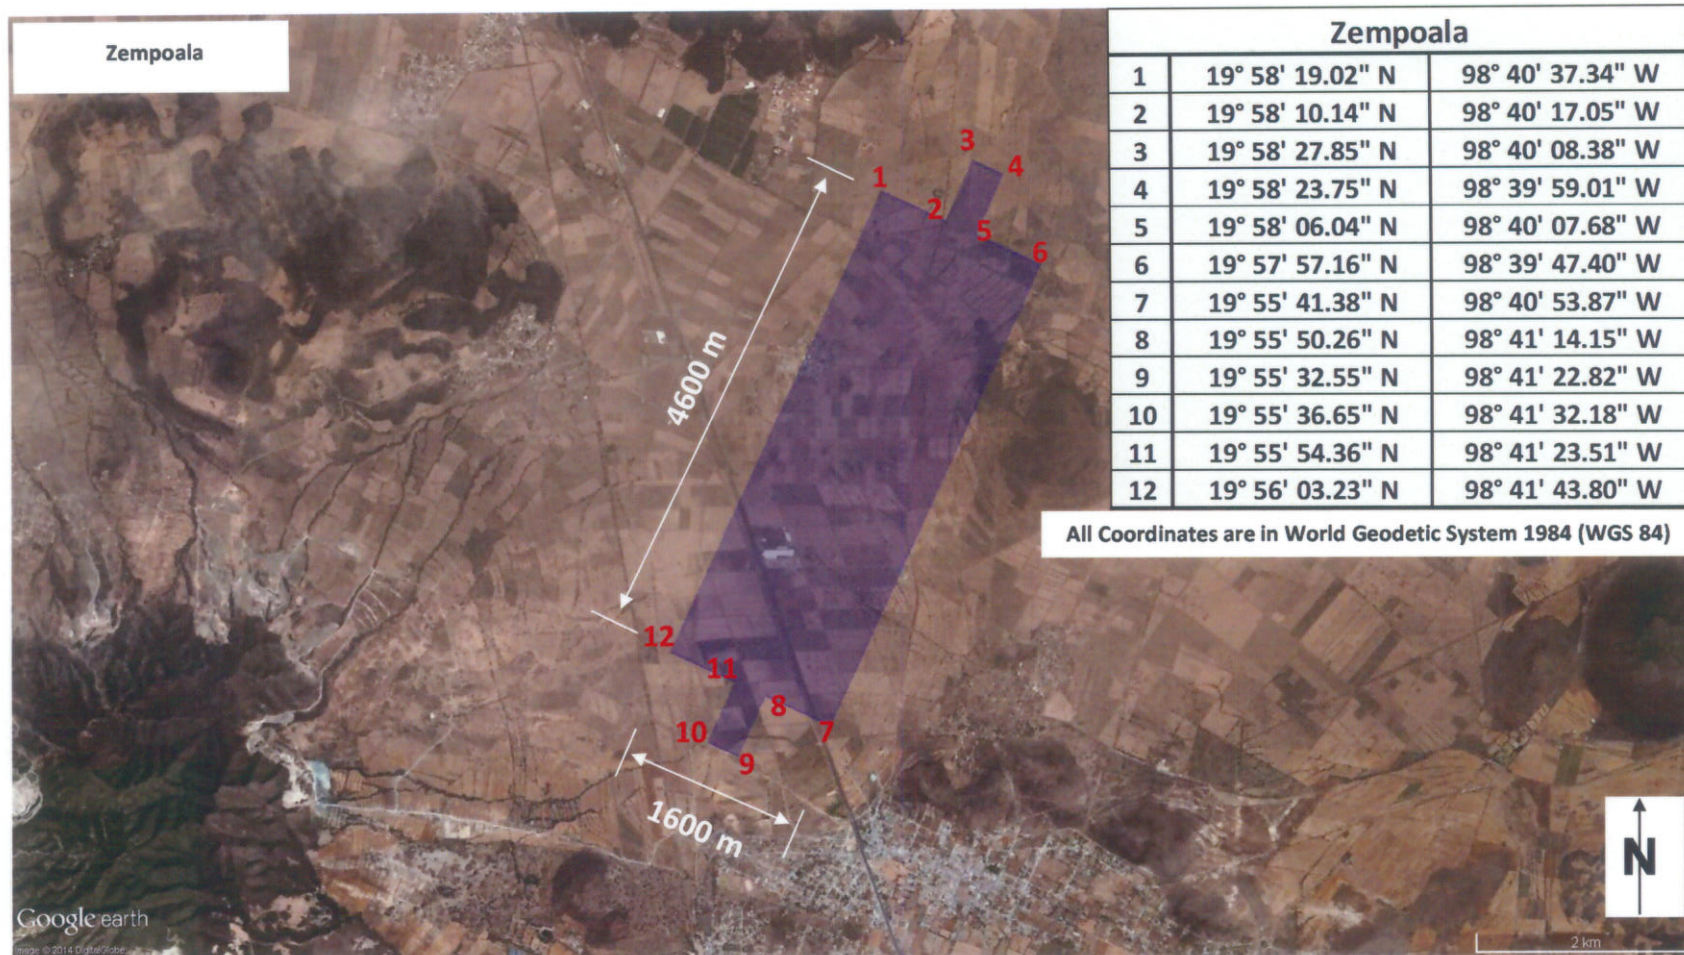 Zempoala
Zempoala
1 19° 58' 19.02" N 98° 40' 37.34" W
2 19° 58' 10.14" N 98° 40' 17.05" W
3 19° 58' 27.85" N 98° 40' 08.38" W
4 19° 58' 23.75" N 98° 39' 59.01" W
5 19° 58' 06.04" N 98° 40' 07.68" W
6 19° 57' 57.16" N 98° 39' 47.40" W
7 19° 55' 41.38" N 98° 40' 53.87" W
8 19° 55' 50.26" N 98° 41' 14.15" W
9 19° 55' 32.55" N 98° 41' 22.82" W
10 19° 55' 36.65" N 98° 41' 32.18" W
11 19° 55' 54.36" N 98° 41' 23.51" W
12 19° 56' 03.23" N 98° 41' 43.80" W
All Coordinates are in World Geodetic System 1984 (WGS 84)
3
4
1
2
5
6
4600 m
12
11
8
10
7
9
1600 m
N
Google earth
Image © 2014 DigitalGlobe
2 km